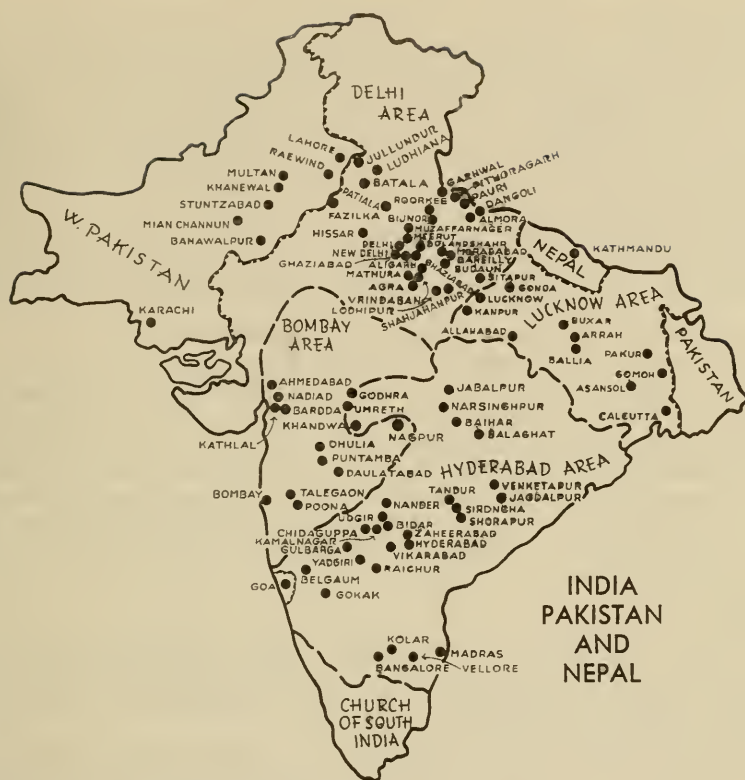 DELHI
AREA
LAHORE
RAEWIND
JULLUNDUR
LUDHIANA
MULTAN
KHANEWAL
STUNTZABAD
MIAN CHANNUN
BAHAWALPUR
W. PAKISTAN
KARACHI
BATALA
PATIALA
FAZILKA
HISSAR
ROORKEE
BIJNOR
GARHWAL
PITHORAGARH
PAURI
DANGOLI
ALMORA
MUZAFFARNAGER
MEERUT
DELHI
BULANDSHAHR
NEW DELHI
MORADABAD
GHAZIABAD
ALIGARH
BAREILLY
BUDAUN
MATHURA
GHAZIABAD
SITAPUR
AGRA
GONDA
VRINDABAN
LODHIPUR
SHAHJAHANPUR
LUCKNOW
KANPUR
NEPAL
KATHMANDU
LUCKNOW AREA
ALLAHABAD
BUXAR
ARRAH
BALLIA
PAKUR
GOMOH
ASANSOL
CALCUTTA
PAKISTAN
BOMBAY
AREA
AHMEDABAD
NADIAD
BARODA
KATHLAL
GODHRA
UMRETH
KHANDWA
NAGPUR
JABALPUR
NARSINGHPUR
BAIHAR
BALAGHAT
DHULIA
PUNTAMBA
DAULATABAD
HYDERABAD AREA
BOMBAY
TALEGAON
POONA
NANDER
TANDUR
VENKETAPUR
JAGDALPUR
SIRONCHA
SHORAPUR
UDGIR
CHIDAGUPPA
BIDAR
KAMALNAGAR
ZAHEERABAD
GULBARGA
HYDERABAD
VIKARABAD
YADGIRI
RAICHUR
GOA
BELGAUM
GOKAK
KOLAR
MADRAS
BANGALORE
VELLORE
CHURCH
OF SOUTH
INDIA
INDIA
PAKISTAN
AND
NEPAL